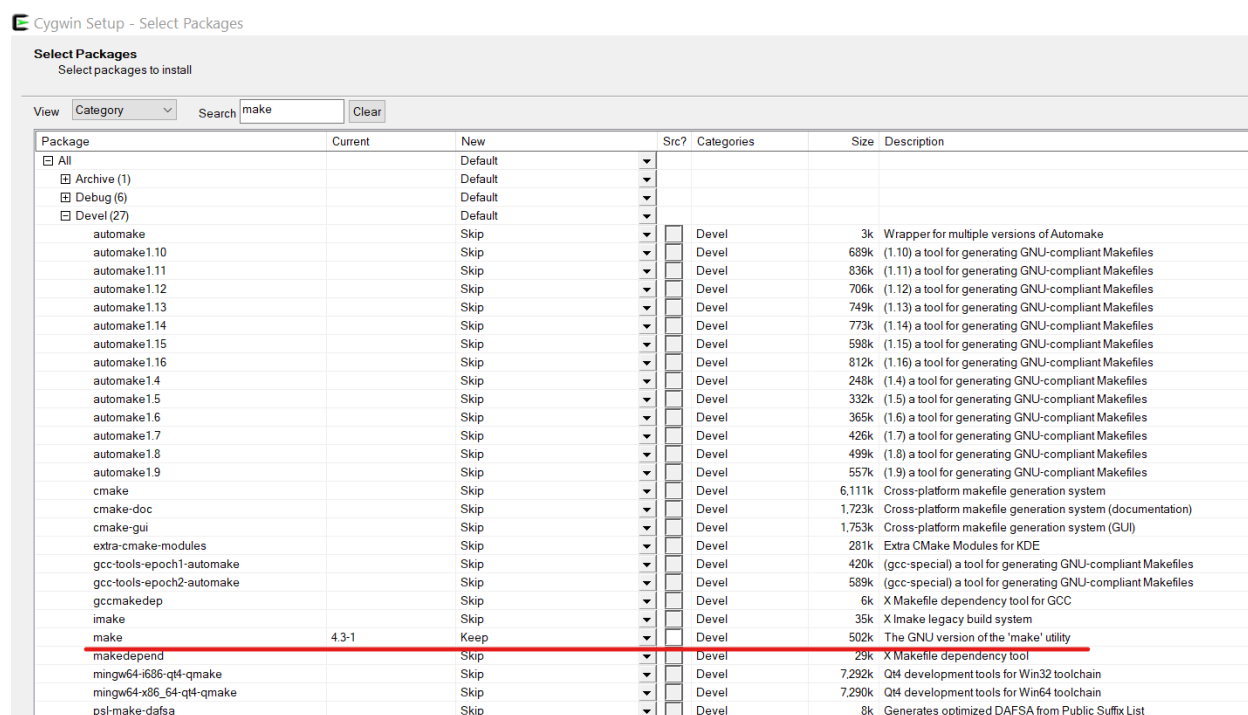 Cygwin Setup - Select Packages
Select Packages
Select packages to install
View Category Search make Clear
Package Current New Src? Categories Size Description
All Default
Archive (1) Default
Debug (6) Default
Devel (27) Default
automake Skip Devel 3k Wrapper for multiple versions of Automake
automake1.10 Skip Devel 689k (1.10) a tool for generating GNU-compliant Makefiles
automake1.11 Skip Devel 836k (1.11) a tool for generating GNU-compliant Makefiles
automake1.12 Skip Devel 706k (1.12) a tool for generating GNU-compliant Makefiles
automake1.13 Skip Devel 749k (1.13) a tool for generating GNU-compliant Makefiles
automake1.14 Skip Devel 773k (1.14) a tool for generating GNU-compliant Makefiles
automake1.15 Skip Devel 598k (1.15) a tool for generating GNU-compliant Makefiles
automake1.16 Skip Devel 812k (1.16) a tool for generating GNU-compliant Makefiles
automake1.4 Skip Devel 248k (1.4) a tool for generating GNU-compliant Makefiles
automake1.5 Skip Devel 332k (1.5) a tool for generating GNU-compliant Makefiles
automake1.6 Skip Devel 365k (1.6) a tool for generating GNU-compliant Makefiles
automake1.7 Skip Devel 426k (1.7) a tool for generating GNU-compliant Makefiles
automake1.8 Skip Devel 499k (1.8) a tool for generating GNU-compliant Makefiles
automake1.9 Skip Devel 557k (1.9) a tool for generating GNU-compliant Makefiles
cmake Skip Devel 6,111k Cross-platform makefile generation system
cmake-doc Skip Devel 1,723k Cross-platform makefile generation system (documentation)
cmake-gui Skip Devel 1,753k Cross-platform makefile generation system (GUI)
extra-cmake-modules Skip Devel 281k Extra CMake Modules for KDE
gcc-tools-epoch1-automake Skip Devel 420k (gcc-special) a tool for generating GNU-compliant Makefiles
gcc-tools-epoch2-automake Skip Devel 589k (gcc-special) a tool for generating GNU-compliant Makefiles
gccmakedep Skip Devel 6k X Makefile dependency tool for GCC
imake Skip Devel 35k X Imake legacy build system
make 4.3-1 Keep Devel 502k The GNU version of the 'make' utility
makedepend Skip Devel 29k X Makefile dependency tool
mingw64-i686-qt4-qmake Skip Devel 7,292k Qt4 development tools for Win32 toolchain
mingw64-x86_64-qt4-qmake Skip Devel 7,290k Qt4 development tools for Win64 toolchain
psl-make-dafsa Skip Devel 8k Generates optimized DAFSA from Public Suffix List